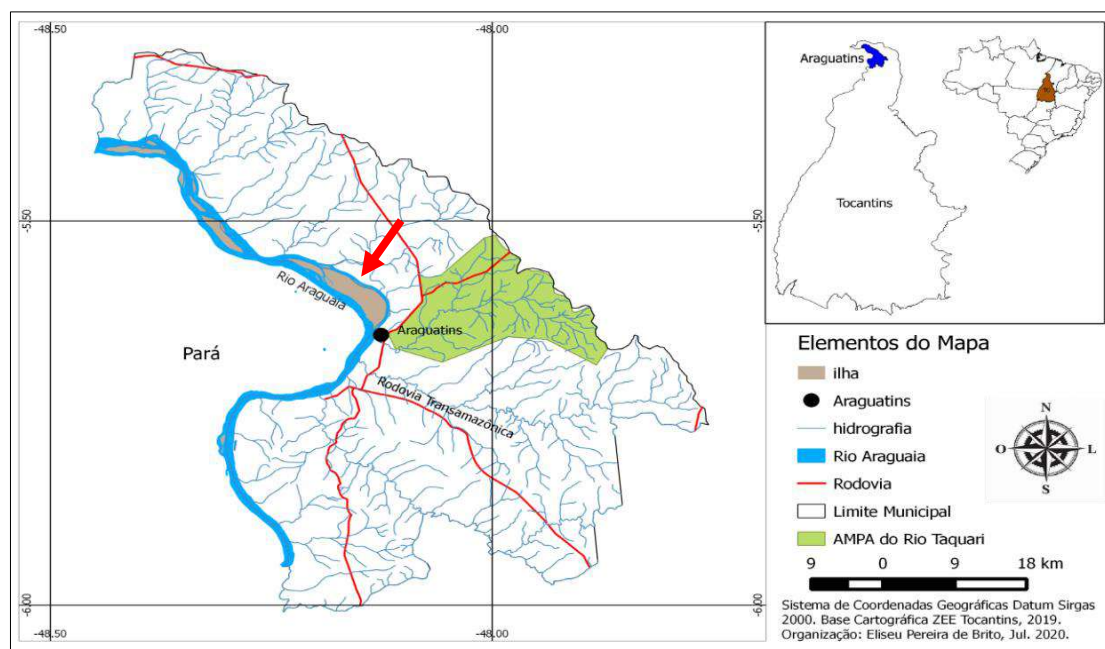 -48.50
-48.00
-5.50
-5.50
Rio Araguaia
Araguatins
Pará
Rodovia Transamazônica
-6.00
-6.00
-48.50
-48.00
Araguatins
Tocantins
Elementos do Mapa
ilha
Araguatins
hidrografia
Rio Araguaia
Rodovia
Limite Municipal
AMPA do Rio Taquari
N
O
L
S
9 0 9 18 km
Sistema de Coordenadas Geográficas Datum Sirgas
2000. Base Cartográfica ZEE Tocantins, 2019.
Organização: Eliseu Pereira de Brito, Jul. 2020.